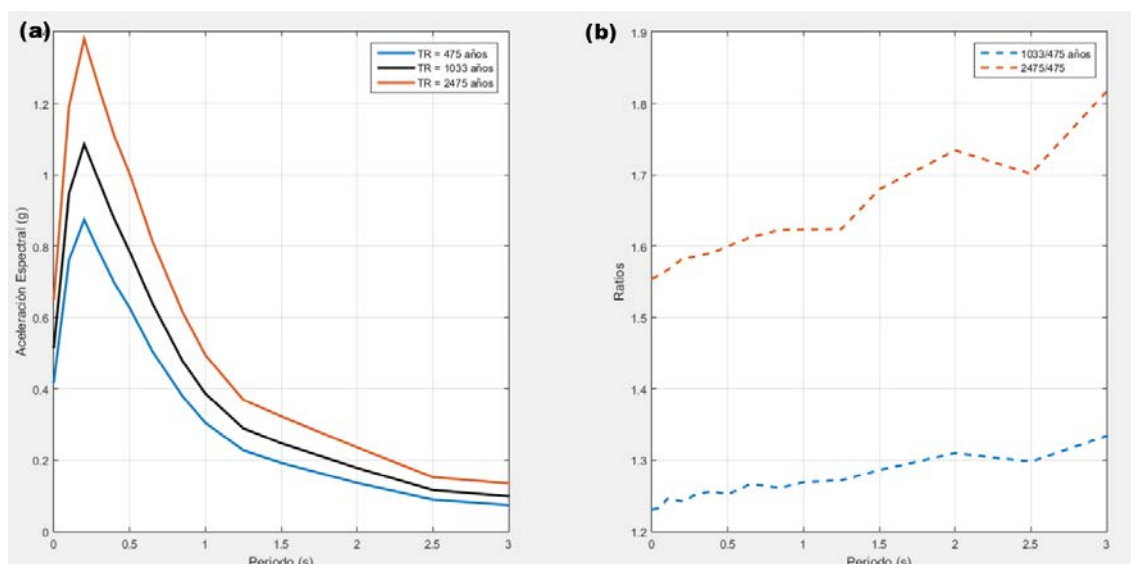 (a)
TR = 475 años
TR = 1033 años
TR = 2475 años
Aceleración Espectral (g)
1.4
1.2
1
0.8
0.6
0.4
0.2
0
0 0.5 1 1.5 2 2.5 3
Periodo (s)
(b)
1033/475 años
2475/475
Ratios
1.9
1.8
1.7
1.6
1.5
1.4
1.3
1.2
0 0.5 1 1.5 2 2.5 3
Periodo (s)